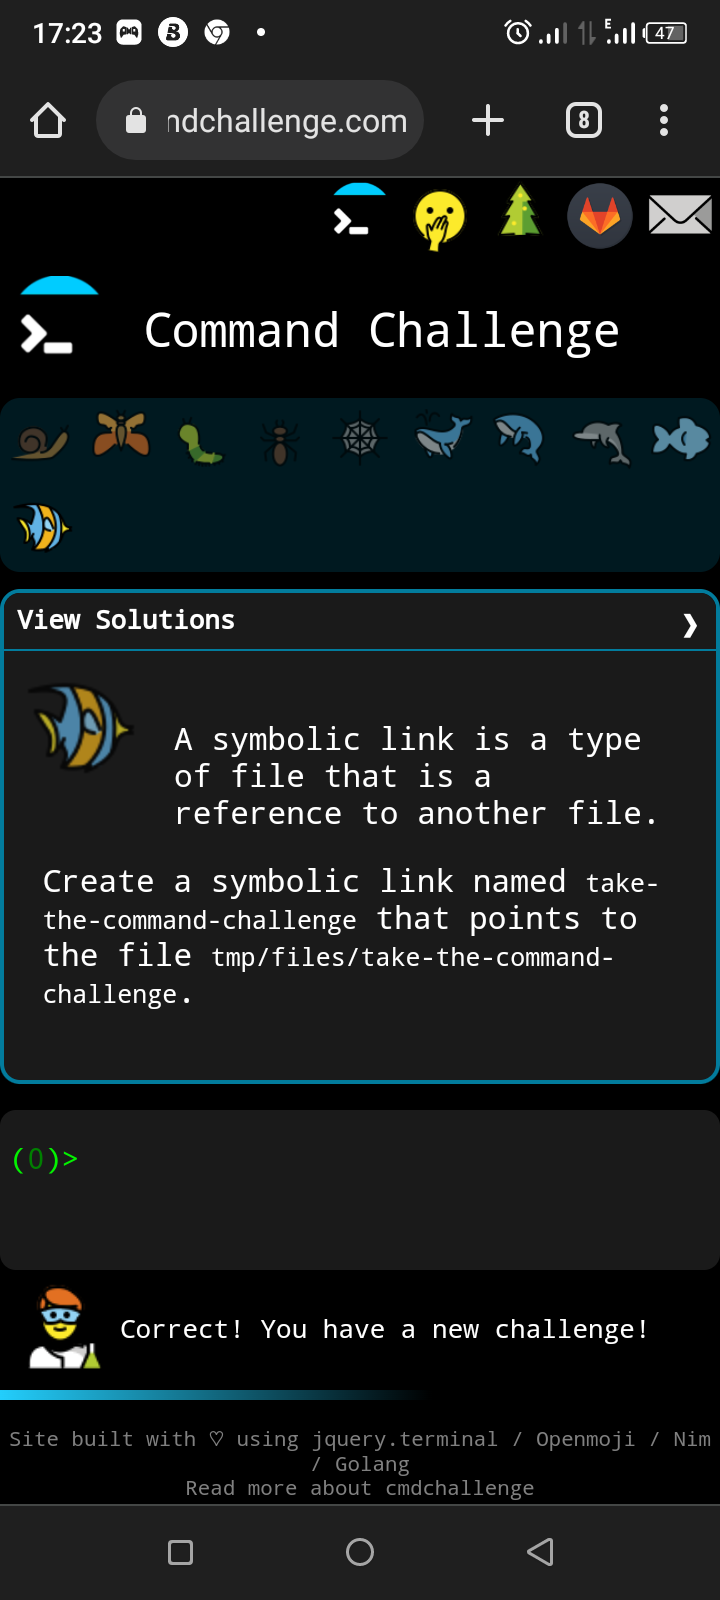 17:23
E
47
ndchallenge.com
8
Command Challenge
View Solutions
A symbolic link is a type
of file that is a
reference to another file.
Create a symbolic link named take-
the-command-challenge that points to
the file tmp/files/take-the-command-
challenge.
(0)>
Correct! You have a new challenge!
Site built with ♡ using jquery.terminal / Openmoji / Nim
/ Golang
Read more about cmdchallenge